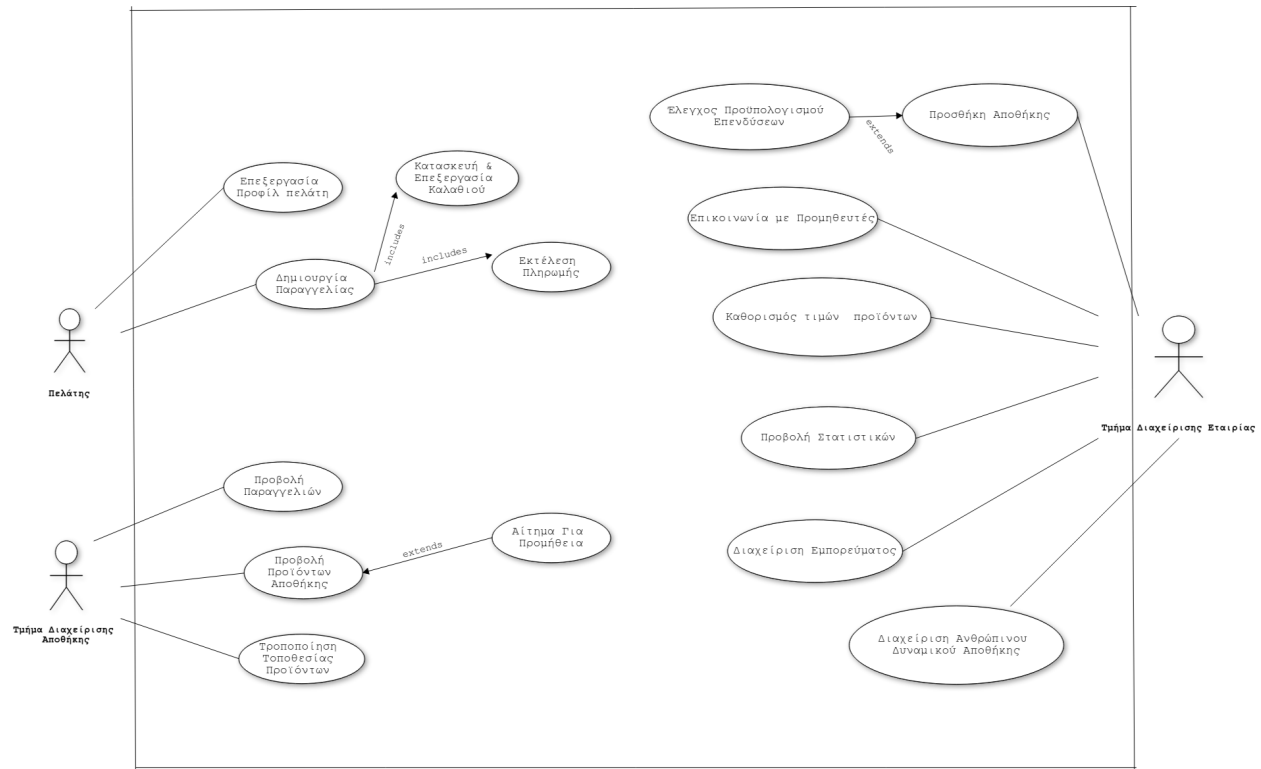 Έλεγχος Προϋπολογισμού
Επενδύσεων
extends
Προσθήκη Αποθήκης
Επεξεργασία
Προφίλ πελάτη
Κατασκευή &
Επεξεργασία
Καλαθιού
includes
includes
Δημιουργία
Παραγγελίας
Εκτέλεση
Πληρωμής
Πελάτης
Επικοινωνία με Προμηθευτές
Καθορισμός τιμών προϊόντων
Προβολή Στατιστικών
Τμήμα Διαχείρισης Εταιρίας
Προβολή
Παραγγελιών
Προβολή
Προϊόντων
Αποθήκης
extends
Αίτημα Για
Προμήθεια
Τμήμα Διαχείρισης
Αποθήκης
Τροποποίηση
Τοποθεσίας
Προϊόντων
Διαχείριση Εμπορεύματος
Διαχείριση Ανθρώπινου
Δυναμικού Αποθήκης